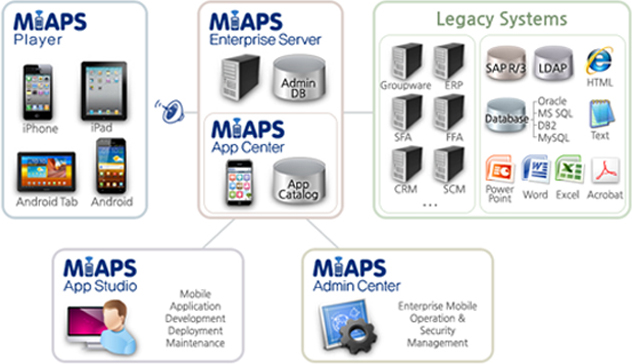 MiAPS
Player
iPhone
iPad
Android Tab
Android
MiAPS
Enterprise Server
Admin
DB
MiAPS
App Center
App
Catalog
Legacy Systems
Groupware
ERP
SFA
FFA
CRM
SCM
...
SAP R/3
LDAP
HTML
Database
Oracle
MS SQL
DB2
MySQL
Text
Power
Point
Word
Excel
Acrobat
MiAPS
App Studio
Mobile
Application
Development
Deployment
Maintenance
MiAPS
Admin Center
Enterprise Mobile
Operation &
Security
Management